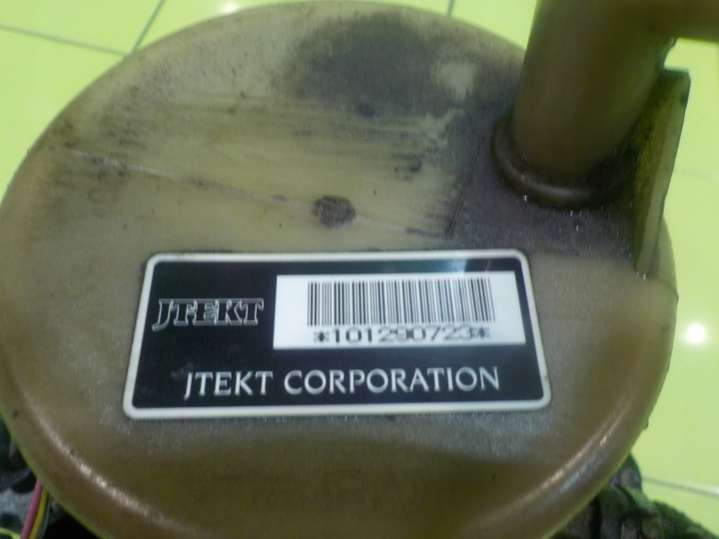 JTEKT
*101290723*
JTEKT CORPORATION